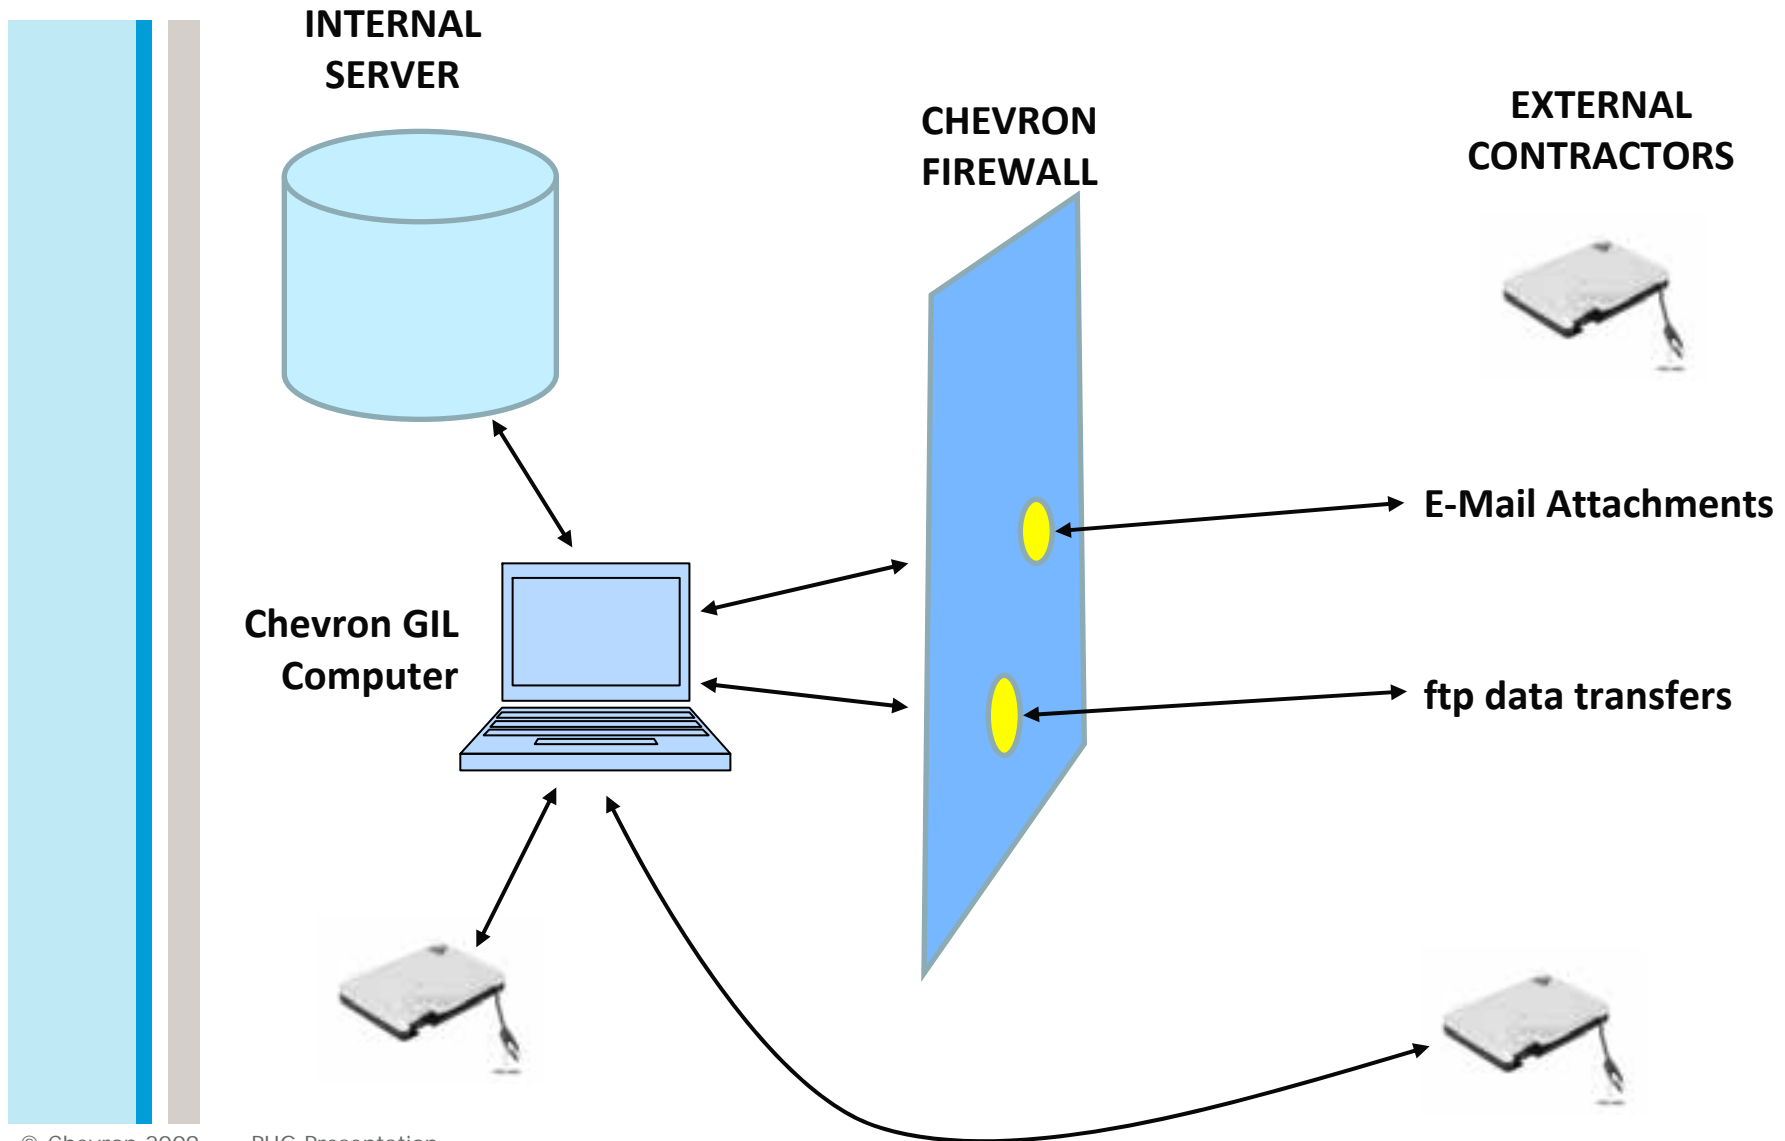 INTERNAL
SERVER
CHEVRON
FIREWALL
EXTERNAL
CONTRACTORS
E-Mail Attachments
Chevron GIL
Computer
ftp data transfers